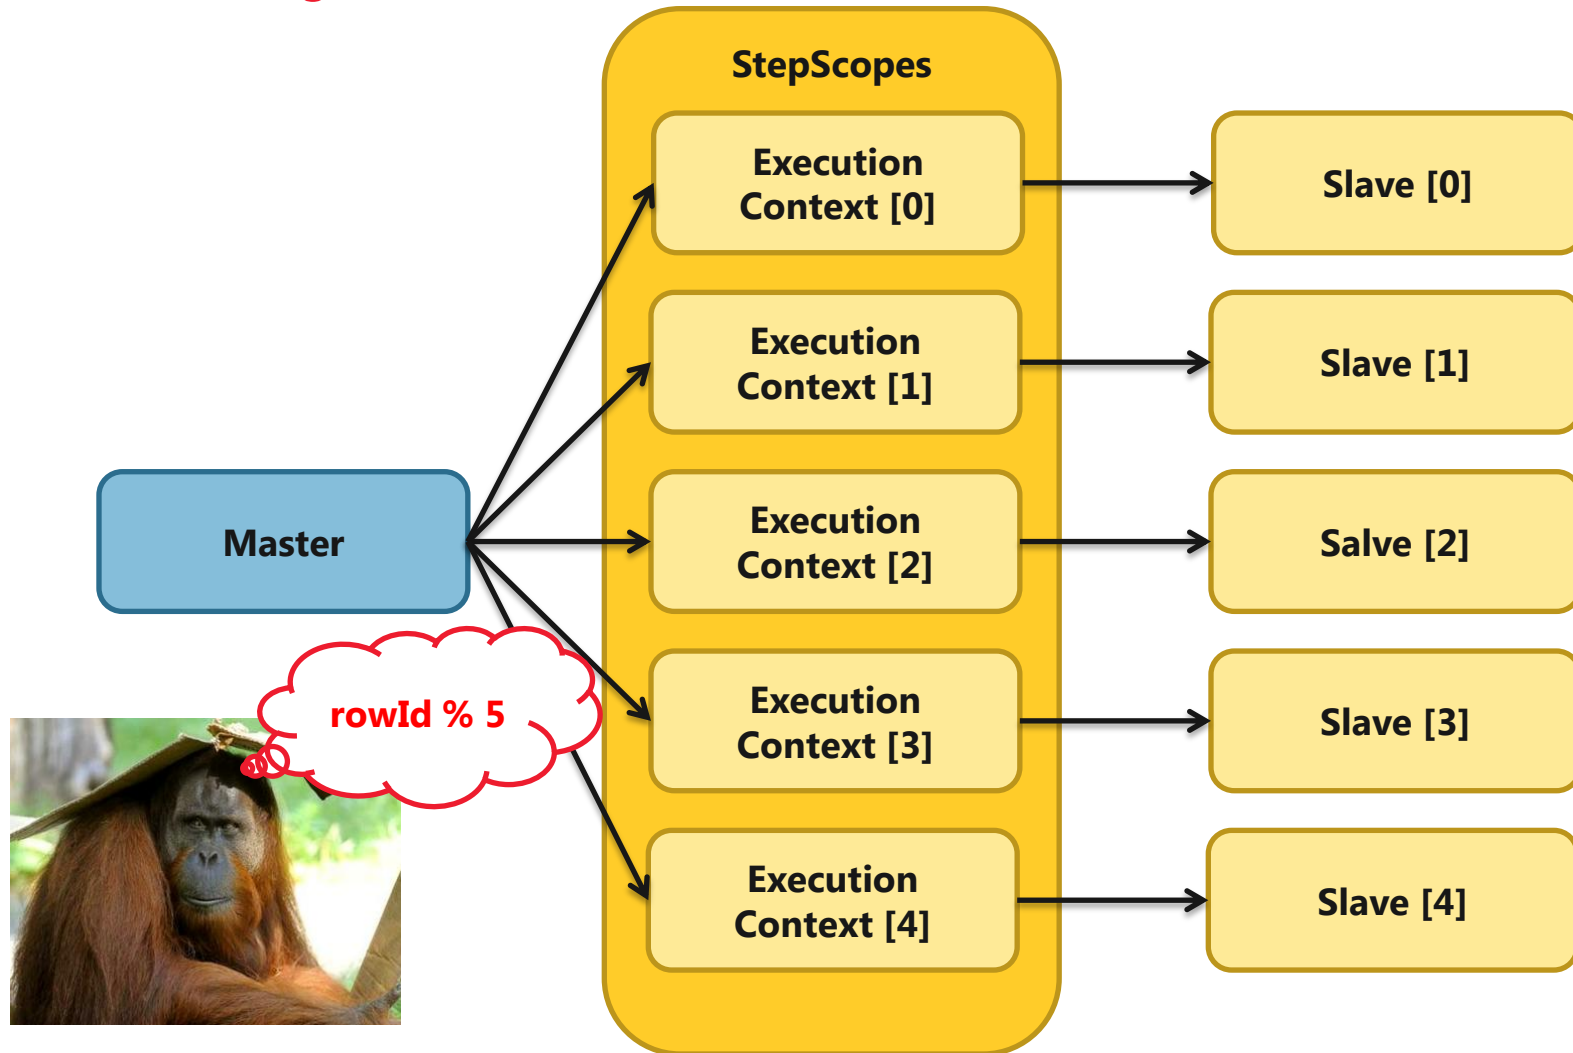 StepScopes
Execution
Context [0]
Slave [0]
Execution
Context [1]
Slave [1]
Master
Execution
Context [2]
Salve [2]
rowId % 5
Execution
Context [3]
Slave [3]
Execution
Context [4]
Slave [4]